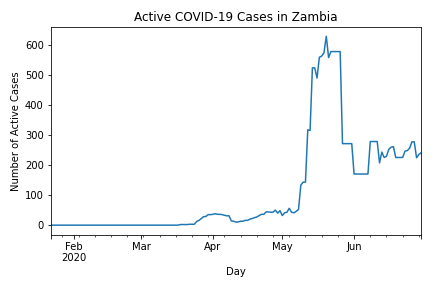 Active COVID-19 Cases in Zambia
Number of Active Cases
600
500
400
300
200
100
0
Feb Mar Apr May Jun
2020
Day